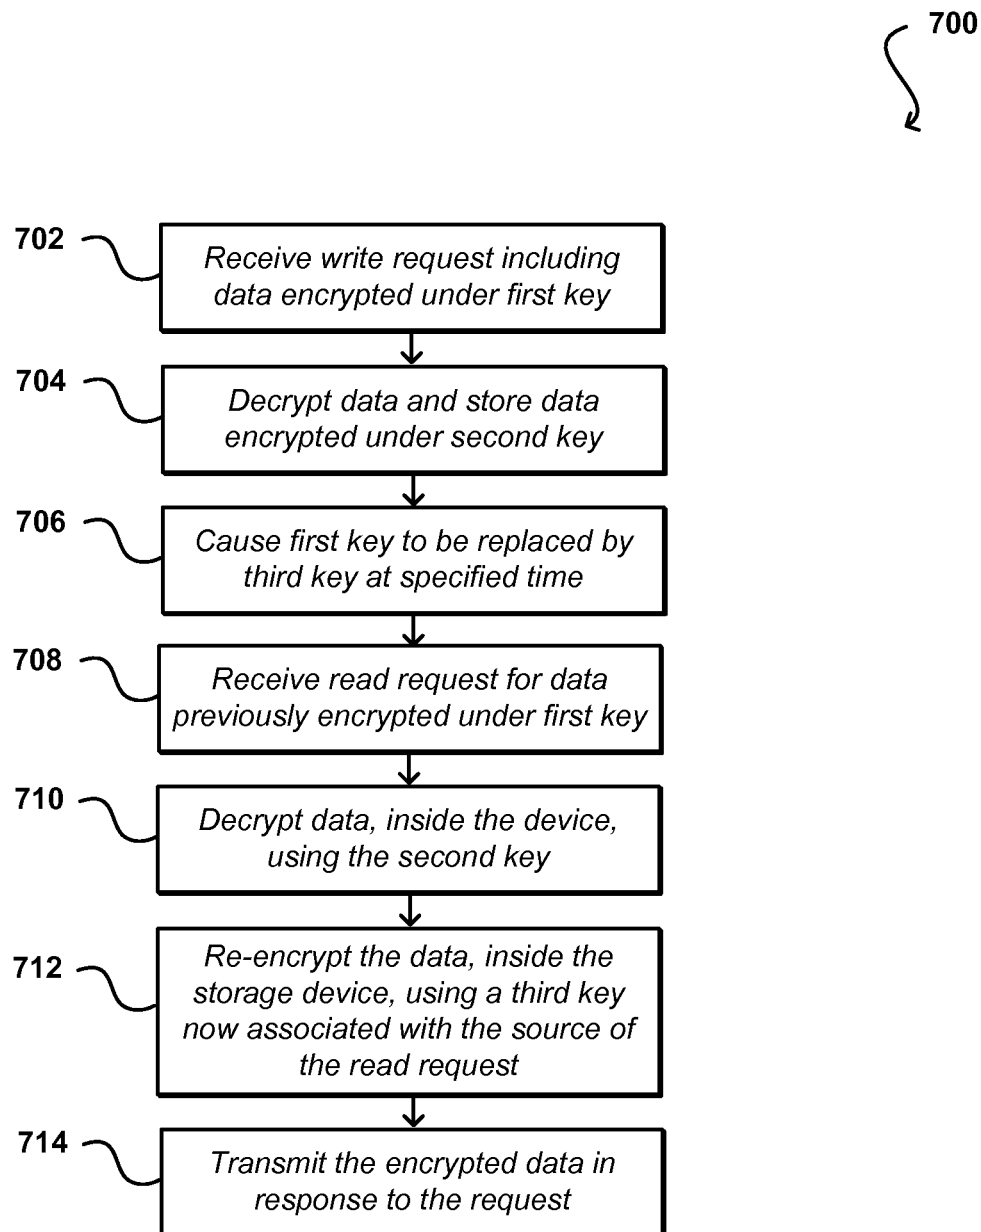 700
702
Receive write request including
data encrypted under first key
704
Decrypt data and store data
encrypted under second key
706
Cause first key to be replaced by
third key at specified time
708
Receive read request for data
previously encrypted under first key
710
Decrypt data, inside the device,
using the second key
712
Re-encrypt the data, inside the
storage device, using a third key
now associated with the source of
the read request
714
Transmit the encrypted data in
response to the request